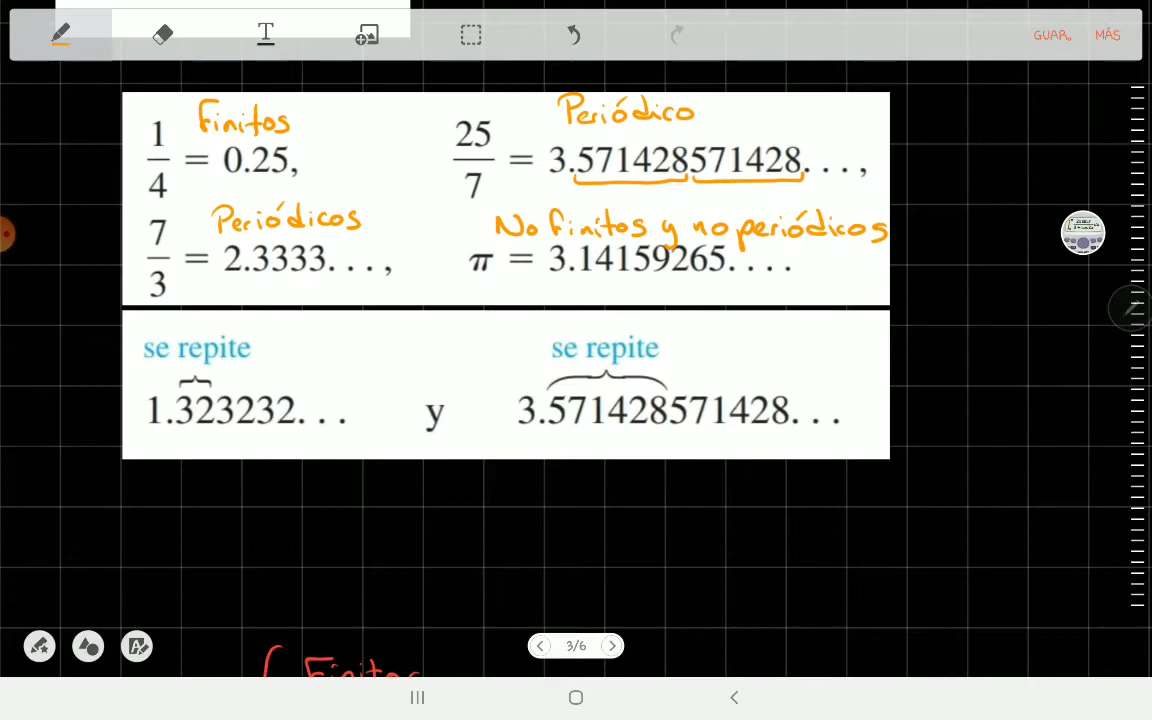 GUAR. MÁS
Finitos
Periódico
1/4 = 0.25,
25/7 = 3.571428571428. . . ,
Periódicos
No finitos y no periódicos
7/3 = 2.3333. . . ,
π = 3.14159265. . . .
se repite
se repite
1.323232. . . y 3.571428571428. . .
3/6
Finitos